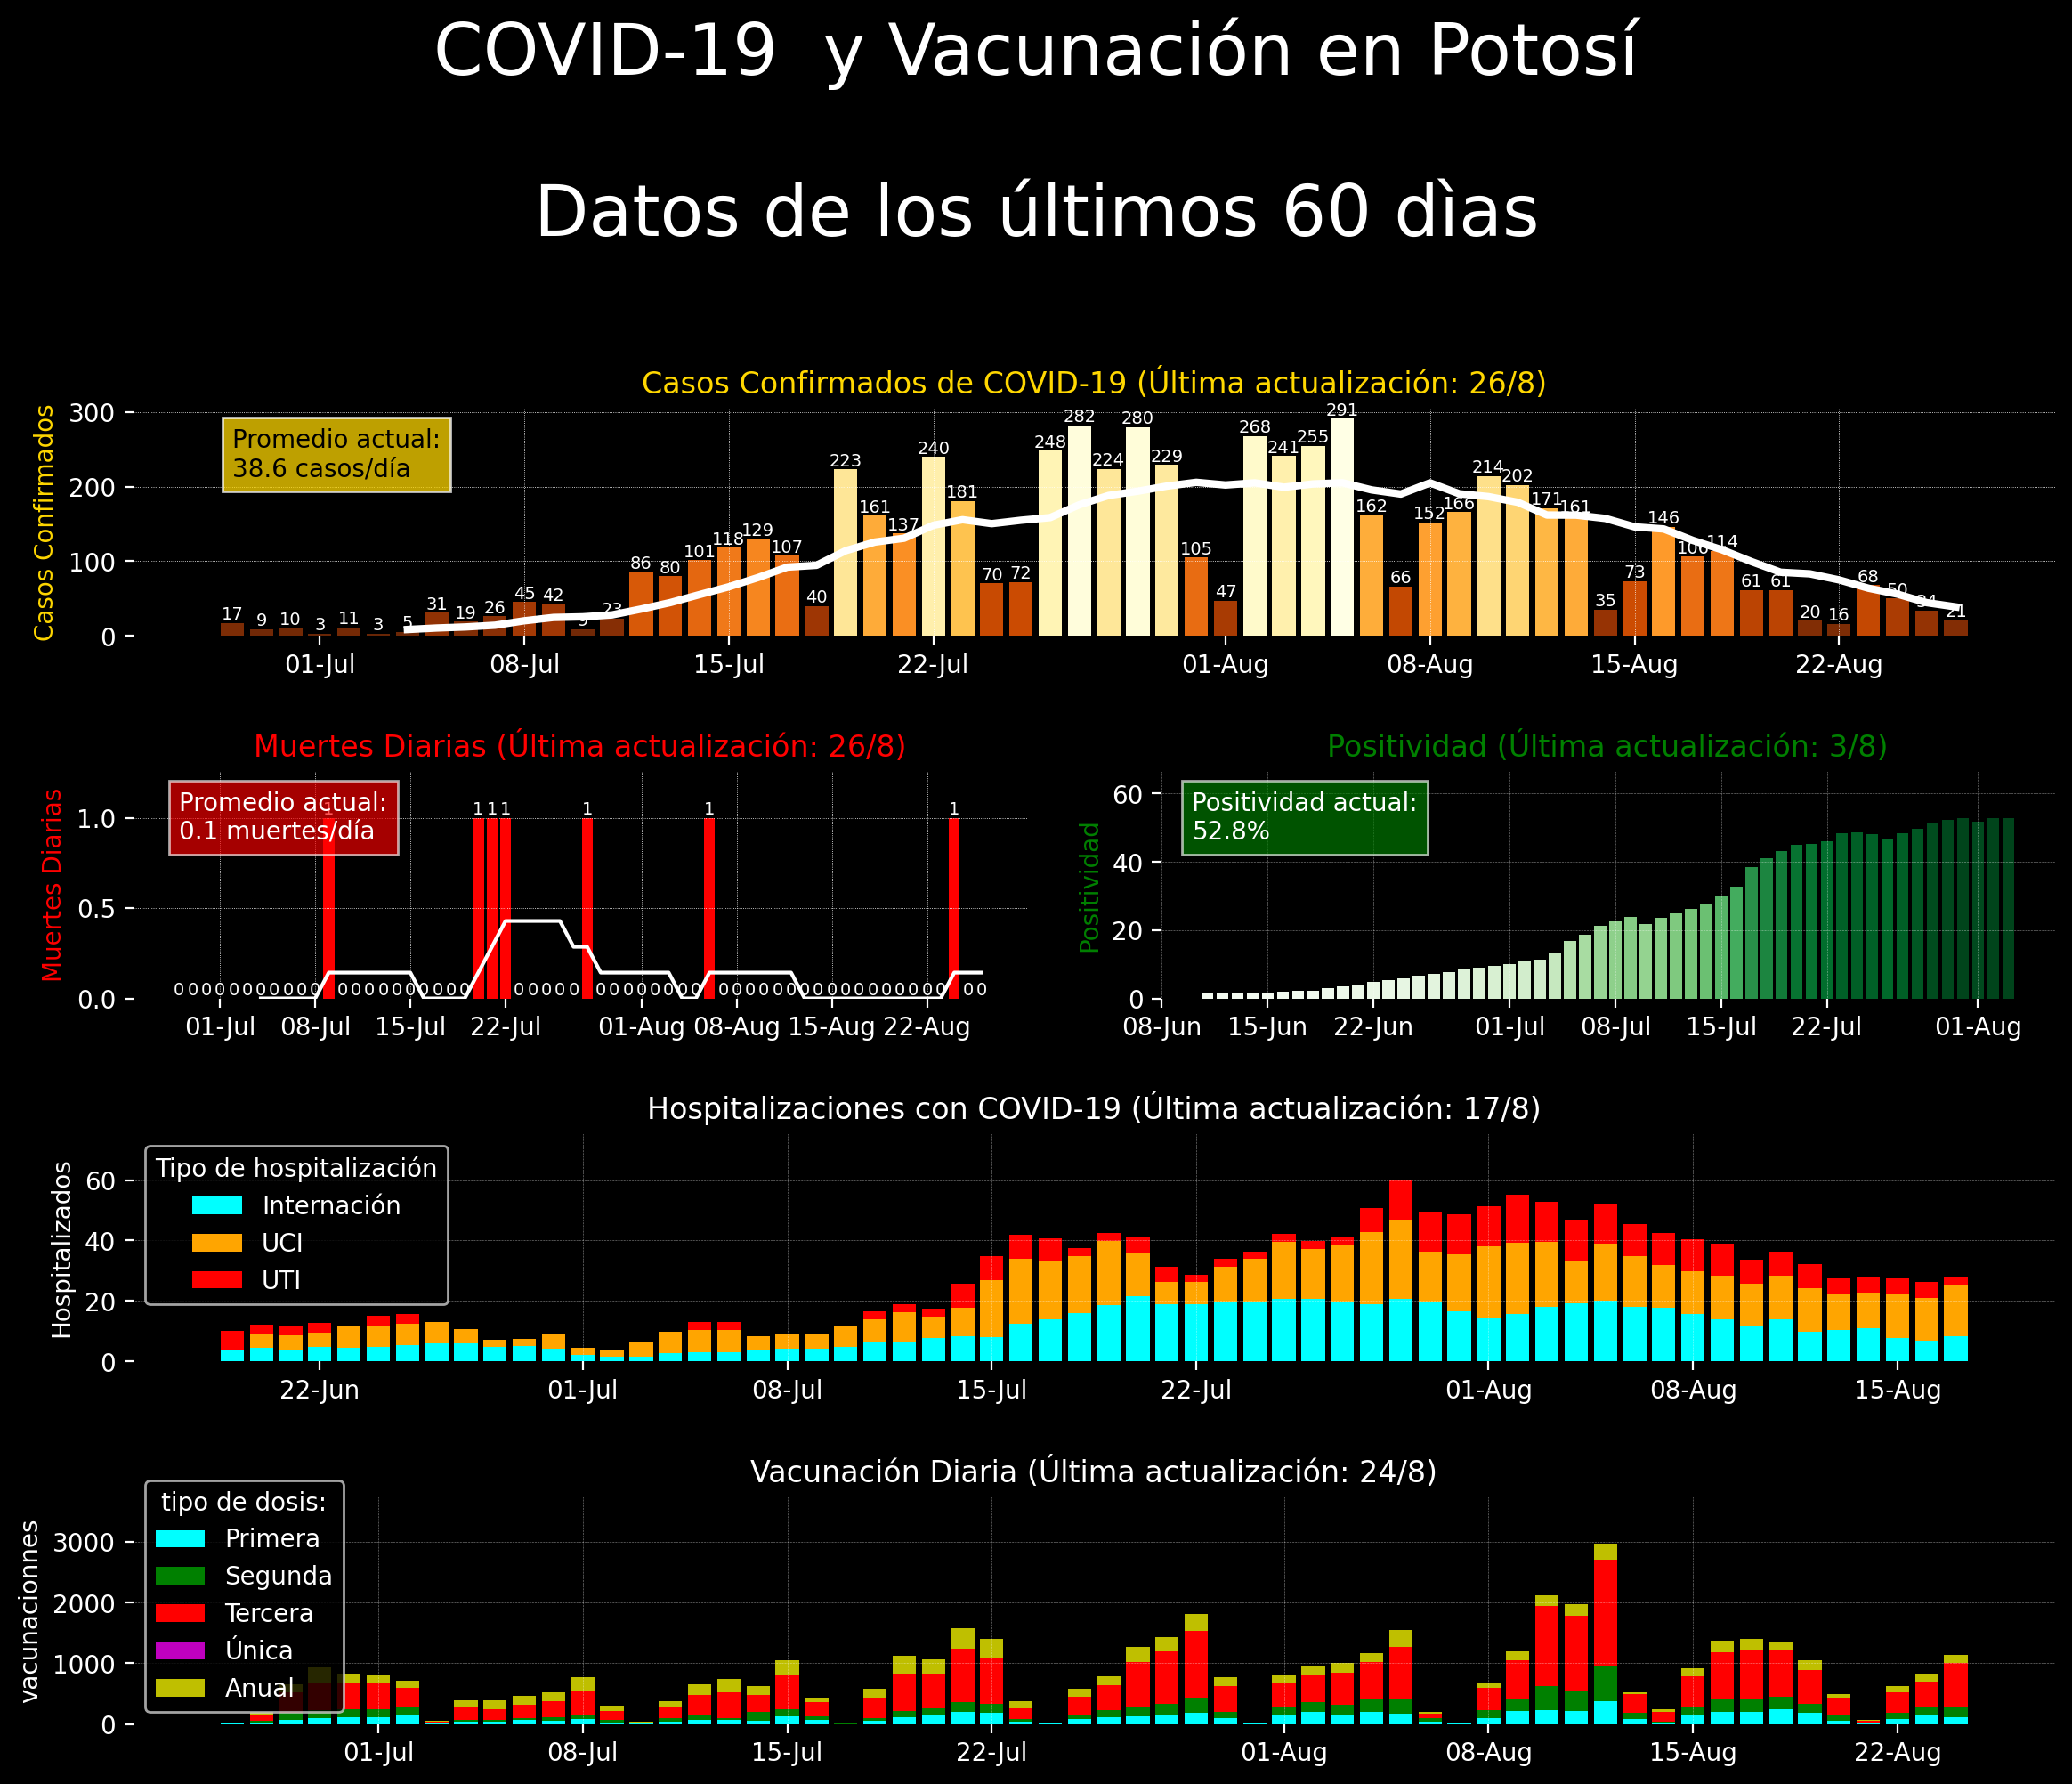 COVID-19  y Vacunación en Potosí
Datos de los últimos 60 dìas
Casos Confirmados de COVID-19 (Última actualización: 26/8)
Casos Confirmados
300
200
100
0
Promedio actual:
38.6 casos/día
17 9 10 3 11 3 5 31 19 26 45 42 9 23 86 80 101 118 129 107 40 223 161 137 240 181 70 72 248 282 224 280 229 105 47 268 241 255 291 162 66 152 166 214 202 171 161 35 73 146 106 114 61 61 20 16 68 50 34 21
01-Jul 08-Jul 15-Jul 22-Jul 01-Aug 08-Aug 15-Aug 22-Aug
Muertes Diarias (Última actualización: 26/8)
Muertes Diarias
1.0
0.5
0.0
Promedio actual:
0.1 muertes/día
0 0 0 0 0 0 0 0 0 0 0 1 0 0 0 0 0 0 0 0 0 0 1 1 1 0 0 0 0 0 1 0 0 0 0 0 0 0 0 1 0 0 0 0 0 0 0 0 0 0 0 0 0 0 0 0 0 1 0 0
01-Jul 08-Jul 15-Jul 22-Jul 01-Aug 08-Aug 15-Aug 22-Aug
Positividad (Última actualización: 3/8)
Positividad
60
40
20
0
Positividad actual:
52.8%
08-Jun 15-Jun 22-Jun 01-Jul 08-Jul 15-Jul 22-Jul 01-Aug
Hospitalizaciones con COVID-19 (Última actualización: 17/8)
Hospitalizados
60
40
20
0
Tipo de hospitalización
Internación
UCI
UTI
22-Jun 01-Jul 08-Jul 15-Jul 22-Jul 01-Aug 08-Aug 15-Aug
Vacunación Diaria (Última actualización: 24/8)
vacunacionnes
3000
2000
1000
0
tipo de dosis:
Primera
Segunda
Tercera
Única
Anual
01-Jul 08-Jul 15-Jul 22-Jul 01-Aug 08-Aug 15-Aug 22-Aug